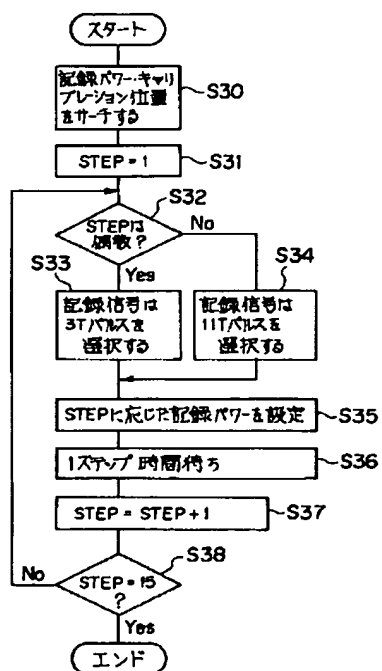 スタート
記録パワー・キャリ
ブレーション位置
をサーチする
S30
STEP = 1
S31
S32
STEPは
偶数?
No
S33
Yes
S34
記録信号は
3Tパルスを
選択する
記録信号は
11Tパルスを
選択する
STEPに応じた記録パワーを設定
S35
1ステップ時間待ち
S36
STEP = STEP+1
S37
S38
No
STEP = 15
?
Yes
エンド